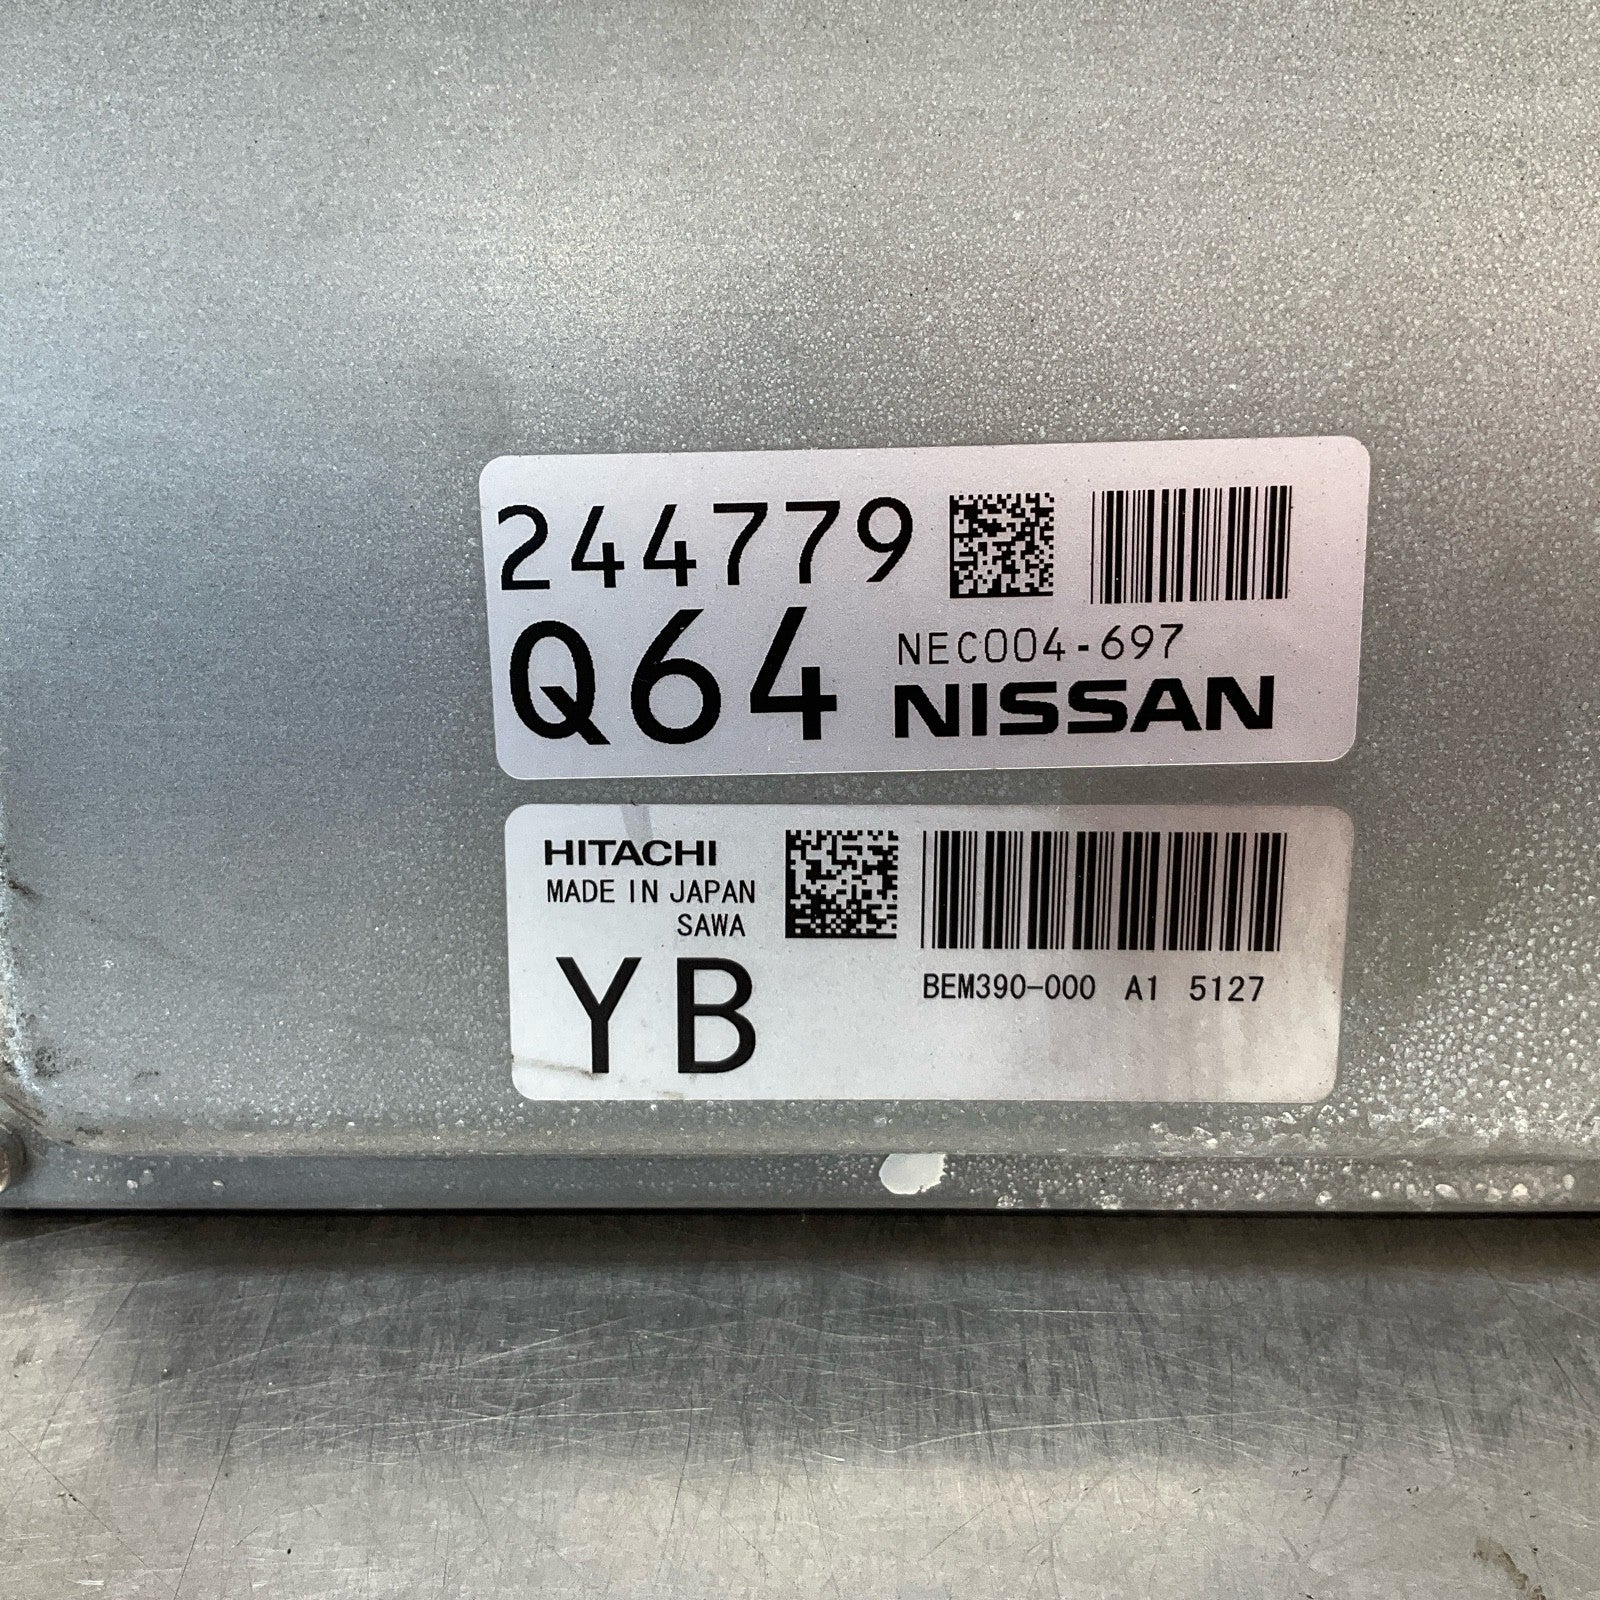 244779
Q64
NEC004-697
NISSAN
HITACHI
MADE IN JAPAN
SAWA
YB
BEM390-000 A1 5127